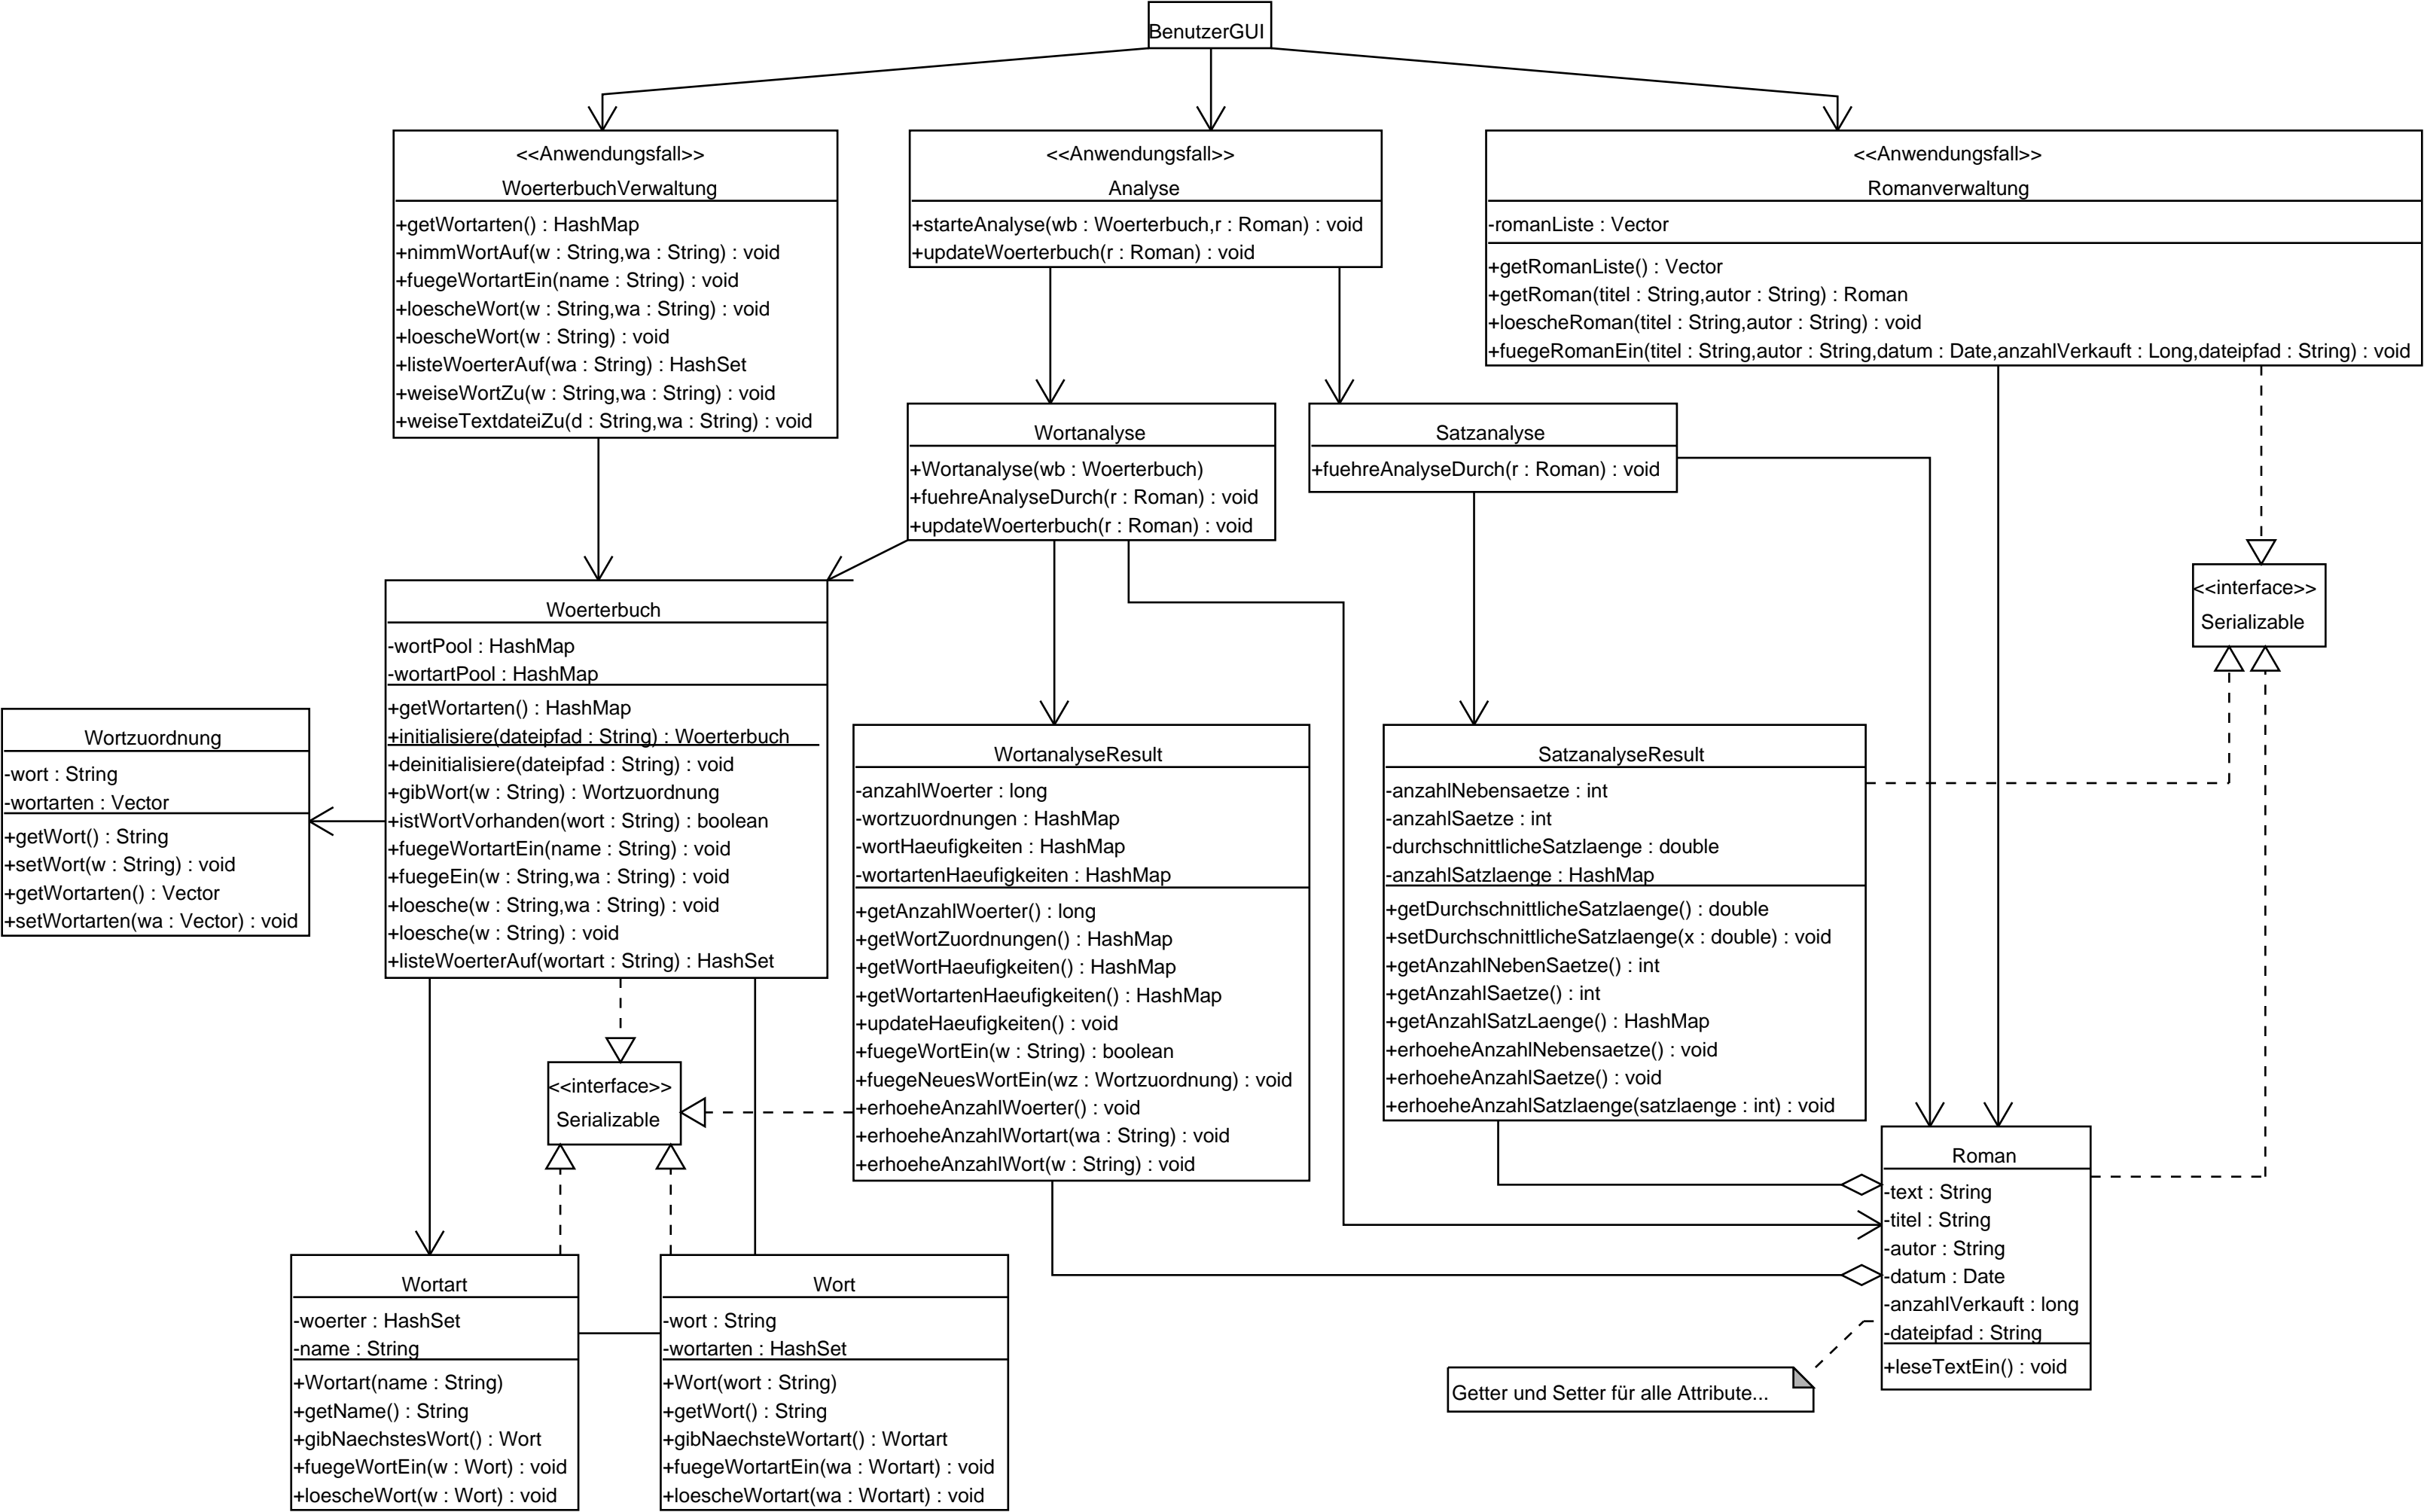 BenutzerGUI
<<Anwendungsfall>>
WoerterbuchVerwaltung
+getWortarten() : HashMap
+nimmWortAuf(w : String,wa : String) : void
+fuegeWortartEin(name : String) : void
+loescheWort(w : String,wa : String) : void
+loescheWort(w : String) : void
+listeWoerterAuf(wa : String) : HashSet
+weiseWortZu(w : String,wa : String) : void
+weiseTextdateiZu(d : String,wa : String) : void
<<Anwendungsfall>>
Analyse
+starteAnalyse(wb : Woerterbuch,r : Roman) : void
+updateWoerterbuch(r : Roman) : void
<<Anwendungsfall>>
Romanverwaltung
-romanListe : Vector
+getRomanListe() : Vector
+getRoman(titel : String,autor : String) : Roman
+loescheRoman(titel : String,autor : String) : void
+fuegeRomanEin(titel : String,autor : String,datum : Date,anzahlVerkauft : Long,dateipfad : String) : void
Wortanalyse
+Wortanalyse(wb : Woerterbuch)
+fuehreAnalyseDurch(r : Roman) : void
+updateWoerterbuch(r : Roman) : void
Satzanalyse
+fuehreAnalyseDurch(r : Roman) : void
<<interface>>
Serializable
Woerterbuch
-wortPool : HashMap
-wortartPool : HashMap
+getWortarten() : HashMap
+initialisiere(dateipfad : String) : Woerterbuch
+deinitialisiere(dateipfad : String) : void
+gibWort(w : String) : Wortzuordnung
+istWortVorhanden(wort : String) : boolean
+fuegeWortartEin(name : String) : void
+fuegeEin(w : String,wa : String) : void
+loesche(w : String,wa : String) : void
+loesche(w : String) : void
+listeWoerterAuf(wortart : String) : HashSet
Wortzuordnung
-wort : String
-wortarten : Vector
+getWort() : String
+setWort(w : String) : void
+getWortarten() : Vector
+setWortarten(wa : Vector) : void
WortanalyseResult
-anzahlWoerter : long
-wortzuordnungen : HashMap
-wortHaeufigkeiten : HashMap
-wortartenHaeufigkeiten : HashMap
+getAnzahlWoerter() : long
+getWortZuordnungen() : HashMap
+getWortHaeufigkeiten() : HashMap
+getWortartenHaeufigkeiten() : HashMap
+updateHaeufigkeiten() : void
+fuegeWortEin(w : String) : boolean
+fuegeNeuesWortEin(wz : Wortzuordnung) : void
+erhoeheAnzahlWoerter() : void
+erhoeheAnzahlWortart(wa : String) : void
+erhoeheAnzahlWort(w : String) : void
SatzanalyseResult
-anzahlNebensaetze : int
-anzahlSaetze : int
-durchschnittlicheSatzlaenge : double
-anzahlSatzlaenge : HashMap
+getDurchschnittlicheSatzlaenge() : double
+setDurchschnittlicheSatzlaenge(x : double) : void
+getAnzahlNebenSaetze() : int
+getAnzahlSaetze() : int
+getAnzahlSatzLaenge() : HashMap
+erhoeheAnzahlNebensaetze() : void
+erhoeheAnzahlSaetze() : void
+erhoeheAnzahlSatzlaenge(satzlaenge : int) : void
<<interface>>
Serializable
Roman
-text : String
-titel : String
-autor : String
-datum : Date
-anzahlVerkauft : long
-dateipfad : String
+leseTextEin() : void
Wortart
-woerter : HashSet
-name : String
+Wortart(name : String)
+getName() : String
+gibNaechstesWort() : Wort
+fuegeWortEin(w : Wort) : void
+loescheWort(w : Wort) : void
Wort
-wort : String
-wortarten : HashSet
+Wort(wort : String)
+getWort() : String
+gibNaechsteWortart() : Wortart
+fuegeWortartEin(wa : Wortart) : void
+loescheWortart(wa : Wortart) : void
Getter und Setter für alle Attribute...